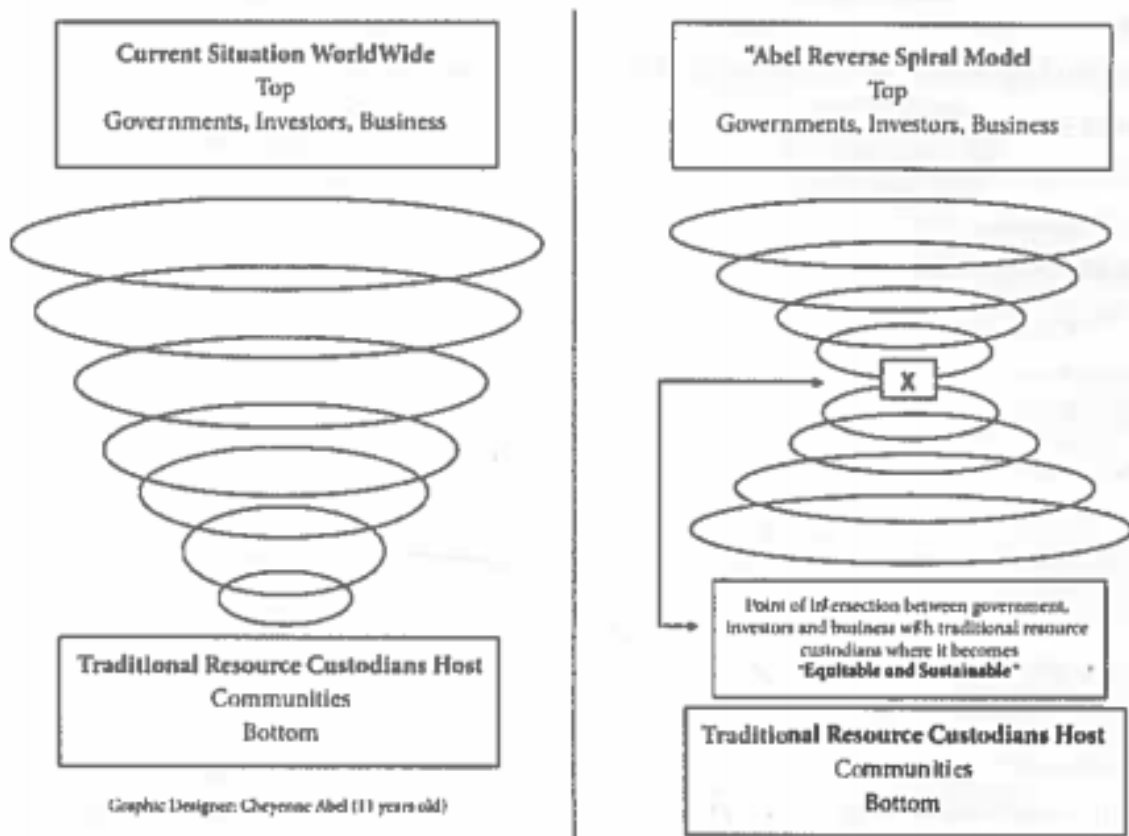 Current Situation WorldWide
Top
Governments, Investors, Business
Traditional Resource Custodians Host
Communities
Bottom
Graphic Designer: Cheyenne Abel (11 years old)
"Abel Reverse Spiral Model
Top
Governments, Investors, Business
X
Point of Intersection between government,
investors and business with traditional resource
custodians where it becomes
"Equitable and Sustainable"
Traditional Resource Custodians Host
Communities
Bottom